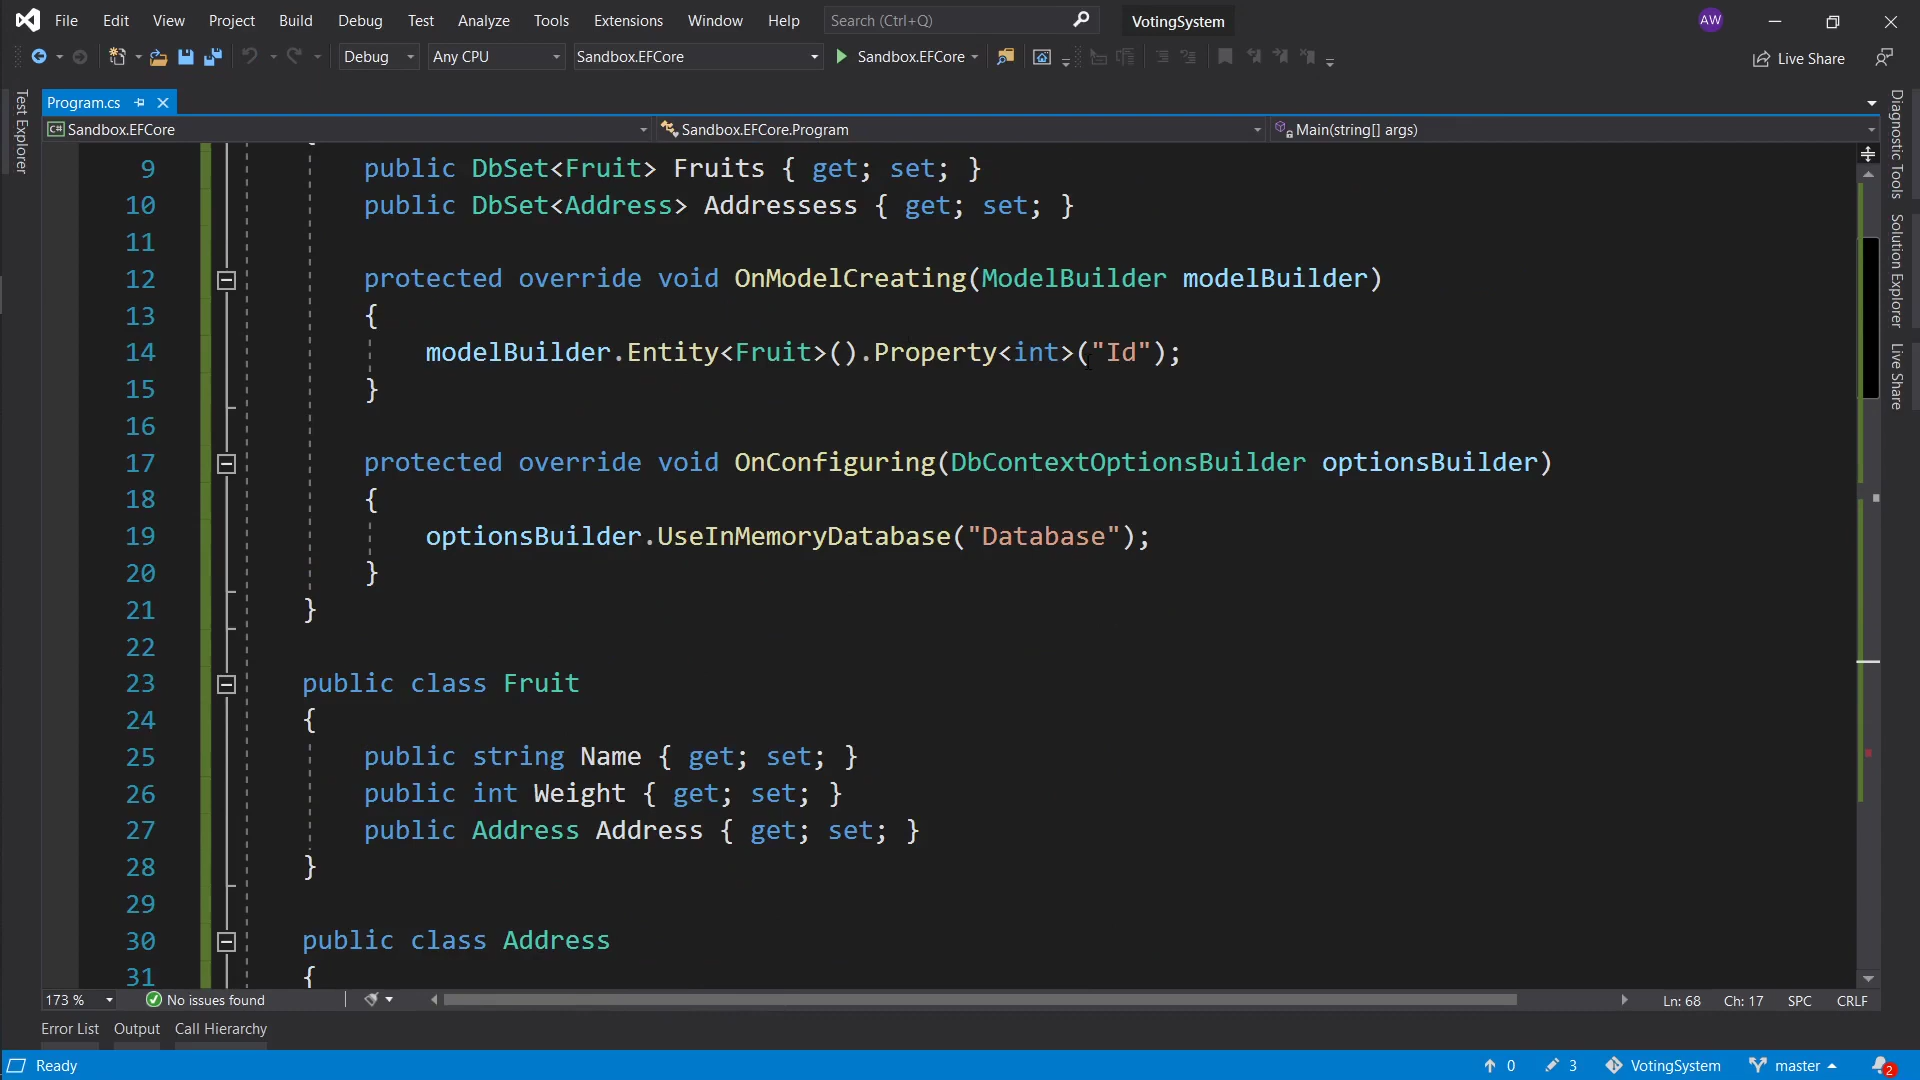 File Edit View Project Build Debug Test Analyze Tools Extensions Window Help Search (Ctrl+Q) VotingSystem AW
Debug Any CPU Sandbox.EFCore Sandbox.EFCore Live Share
Test Explorer
Program.cs
Sandbox.EFCore Sandbox.EFCore.Program Main(string[] args)
9 public DbSet<Fruit> Fruits { get; set; }
10 public DbSet<Address> Addressess { get; set; }
11
12 protected override void OnModelCreating(ModelBuilder modelBuilder)
13 {
14 modelBuilder.Entity<Fruit>().Property<int>("Id");
15 }
16
17 protected override void OnConfiguring(DbContextOptionsBuilder optionsBuilder)
18 {
19 optionsBuilder.UseInMemoryDatabase("Database");
20 }
21 }
22
23 public class Fruit
24 {
25 public string Name { get; set; }
26 public int Weight { get; set; }
27 public Address Address { get; set; }
28 }
29
30 public class Address
31 {
Diagnostic Tools
Solution Explorer
Live Share
173 % No issues found Ln: 68 Ch: 17 SPC CRLF
Error List Output Call Hierarchy
Ready 0 3 VotingSystem master 2